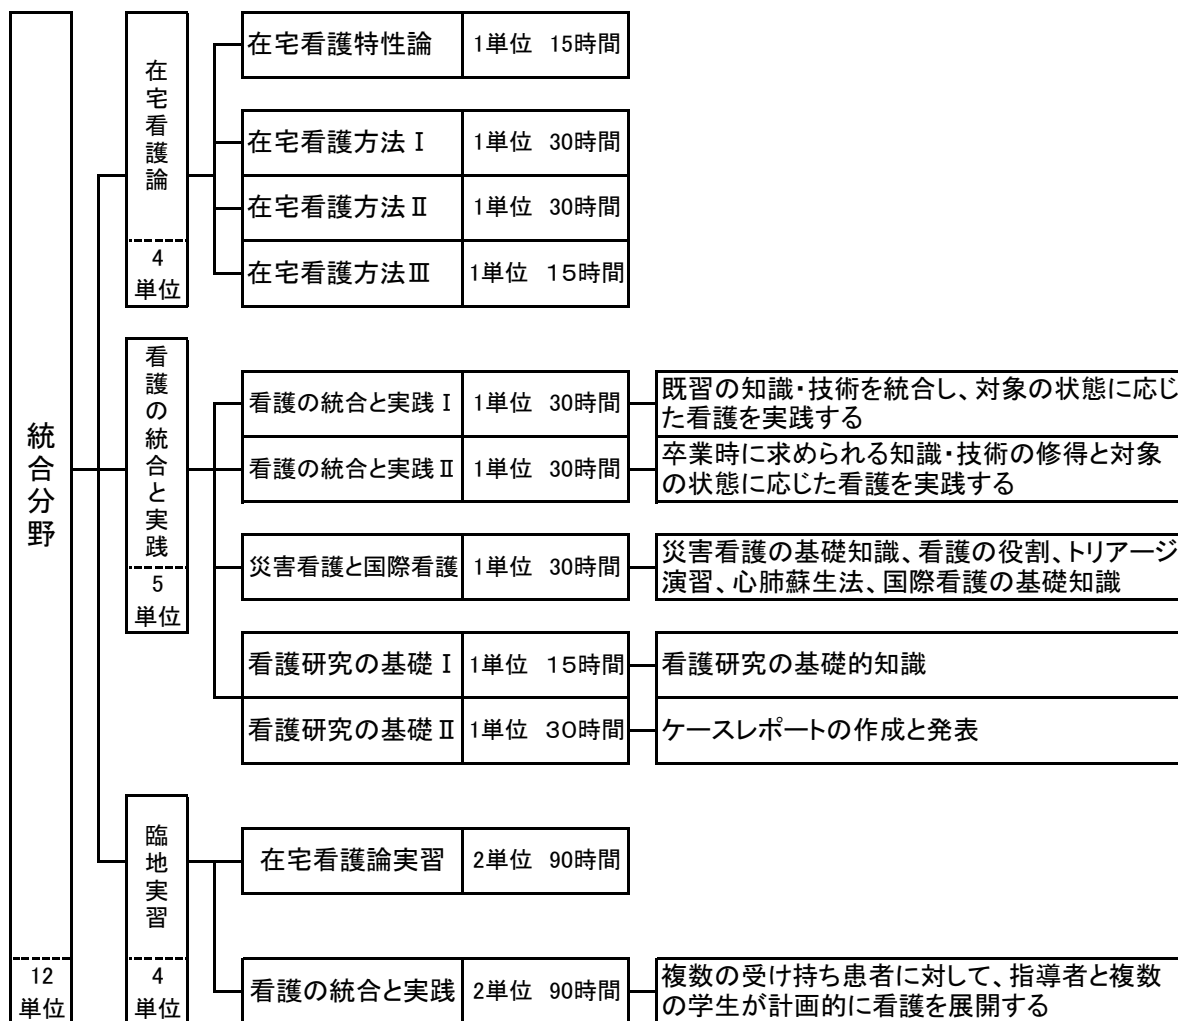 統合分野
12
単位
在宅看護論
4
単位
在宅看護特性論 1単位 15時間
在宅看護方法Ⅰ 1単位 30時間
在宅看護方法Ⅱ 1単位 30時間
在宅看護方法Ⅲ 1単位 15時間
看護の統合と実践
5
単位
看護の統合と実践Ⅰ 1単位 30時間
既習の知識・技術を統合し、対象の状態に応じ
た看護を実践する
看護の統合と実践Ⅱ 1単位 30時間
卒業時に求められる知識・技術の修得と対象
の状態に応じた看護を実践する
災害看護と国際看護 1単位 30時間
災害看護の基礎知識、看護の役割、トリアージ
演習、心肺蘇生法、国際看護の基礎知識
看護研究の基礎Ⅰ 1単位 15時間
看護研究の基礎的知識
看護研究の基礎Ⅱ 1単位 30時間
ケースレポートの作成と発表
臨地実習
4
単位
在宅看護論実習 2単位 90時間
看護の統合と実践 2単位 90時間
複数の受け持ち患者に対して、指導者と複数
の学生が計画的に看護を展開する